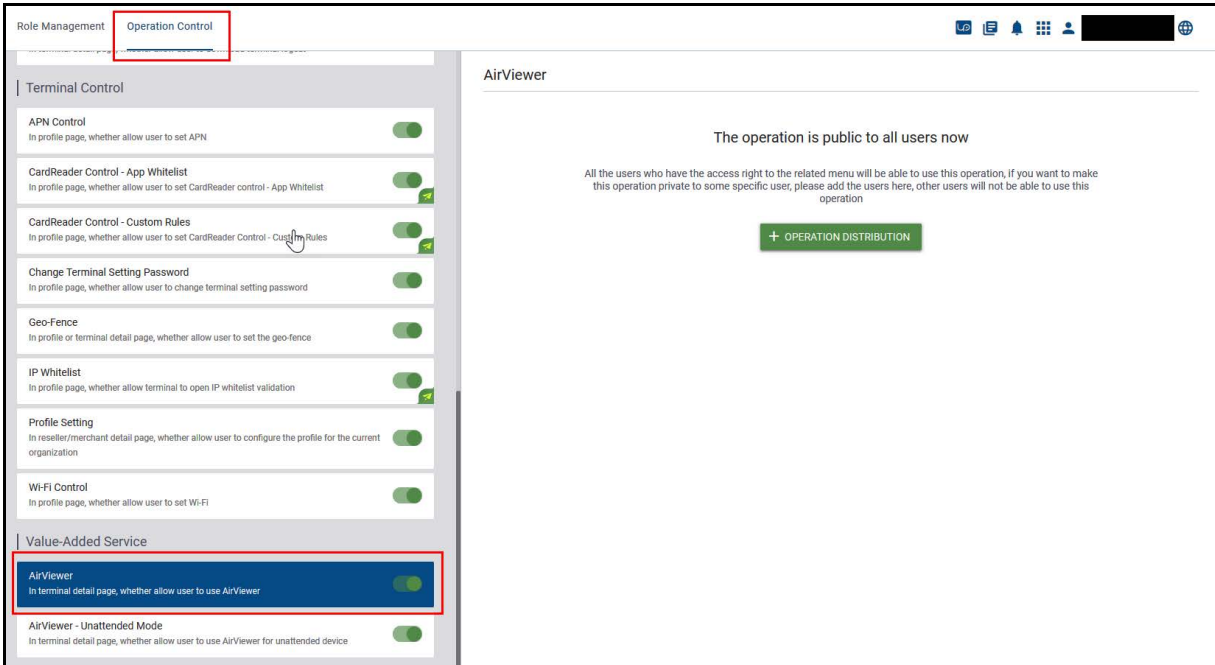 Role Management
Operation Control
Terminal Control
APN Control
In profile page, whether allow user to set APN
CardReader Control - App Whitelist
In profile page, whether allow user to set CardReader control - App Whitelist
CardReader Control - Custom Rules
In profile page, whether allow user to set CardReader Control - Custom Rules
Change Terminal Setting Password
In profile page, whether allow user to change terminal setting password
Geo-Fence
In profile or terminal detail page, whether allow user to set the geo-fence
IP Whitelist
In profile page, whether allow terminal to open IP whitelist validation
Profile Setting
In reseller/merchant detail page, whether allow user to configure the profile for the current
organization
Wi-Fi Control
In profile page, whether allow user to set Wi-Fi
Value-Added Service
AirViewer
In terminal detail page, whether allow user to use AirViewer
AirViewer - Unattended Mode
In terminal detail page, whether allow user to use AirViewer for unattended device
AirViewer
The operation is public to all users now
All the users who have the access right to the related menu will be able to use this operation, if you want to make
this operation private to some specific user, please add the users here, other users will not be able to use this
operation
+ OPERATION DISTRIBUTION